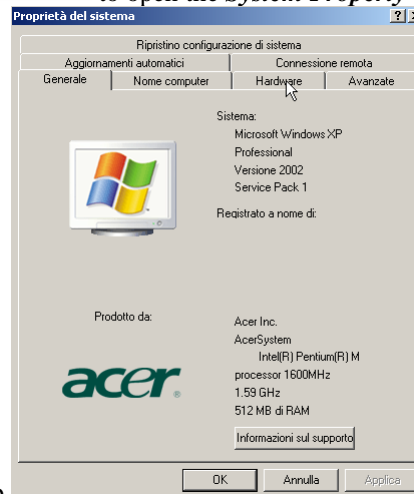 to open the System Property
Proprietà del sistema
Ripristino configurazione di sistema
Aggiornamenti automatici Connessione remota
Generale Nome computer Hardware Avanzate
Sistema:
Microsoft Windows XP
Professional
Versione 2002
Service Pack 1
Registrato a nome di:
Prodotto da:
Acer Inc.
AcerSystem
acer
Intel(R) Pentium(R) M
processor 1600MHz
1.59 GHz
512 MB di RAM
Informazioni sul supporto
OK Annulla Applica